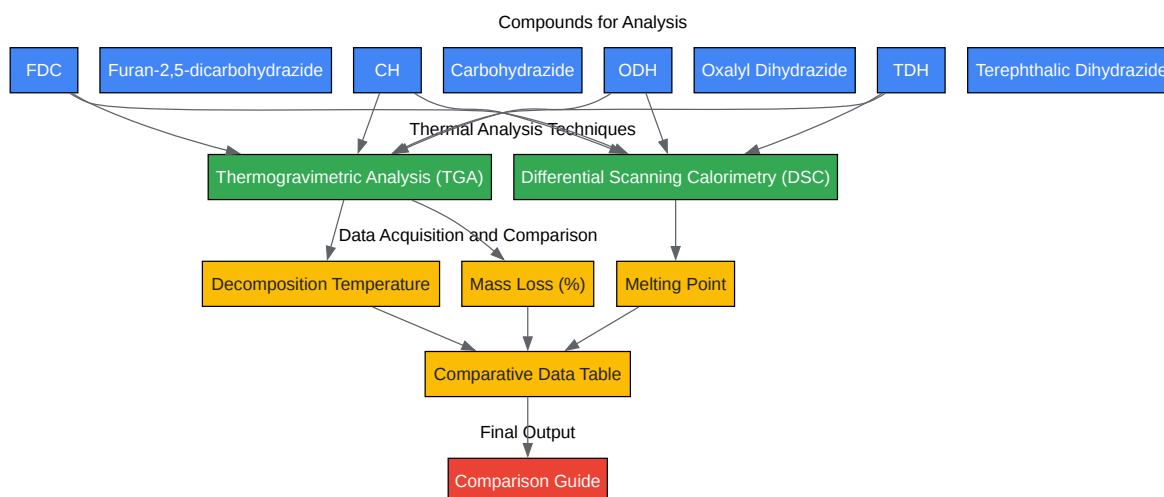 Compounds for Analysis
FDC
Furan-2,5-dicarbohydrazide
CH
Carbohydrazide
ODH
Oxalyl Dihydrazide
TDH
Terephthalic Dihydrazide
Thermal Analysis Techniques
Thermogravimetric Analysis (TGA)
Differential Scanning Calorimetry (DSC)
Data Acquisition and Comparison
Decomposition Temperature
Mass Loss (%)
Melting Point
Comparative Data Table
Final Output
Comparison Guide